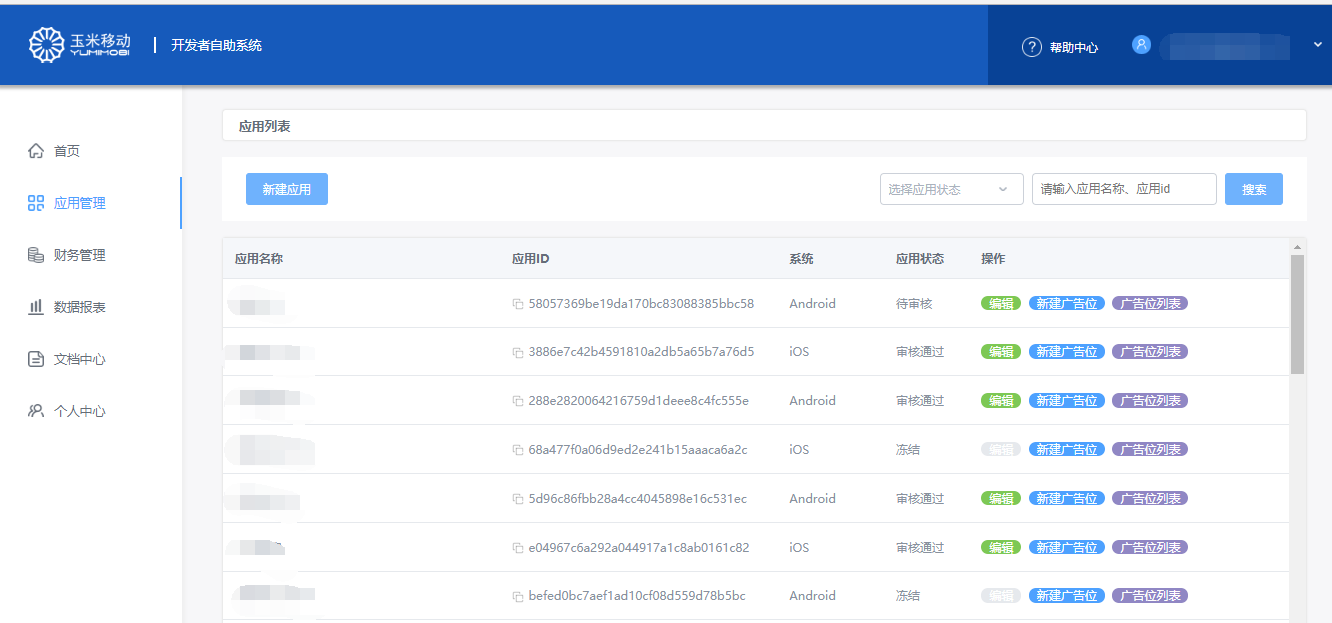 玉米移动
YUMIMOBI
开发者自助系统
? 帮助中心
首页
应用管理
财务管理
数据报表
文档中心
个人中心
应用列表
新建应用 选择应用状态 请输入应用名称、应用id 搜索
应用名称 应用ID 系统 应用状态 操作
58057369be19da170bc83088385bbc58 Android 待审核 编辑 新建广告位 广告位列表
3886e7c42b4591810a2db5a65b7a76d5 iOS 审核通过 编辑 新建广告位 广告位列表
288e2820064216759d1deee8c4fc555e Android 审核通过 编辑 新建广告位 广告位列表
68a477f0a06d9ed2e241b15aaaca6a2c iOS 冻结 编辑 新建广告位 广告位列表
5d96c86fbb28a4cc4045898e16c531ec Android 审核通过 编辑 新建广告位 广告位列表
e04967c6a292a044917a1c8ab0161c82 iOS 审核通过 编辑 新建广告位 广告位列表
befed0bc7aef1ad10cf08d559d78b5bc Android 冻结 编辑 新建广告位 广告位列表